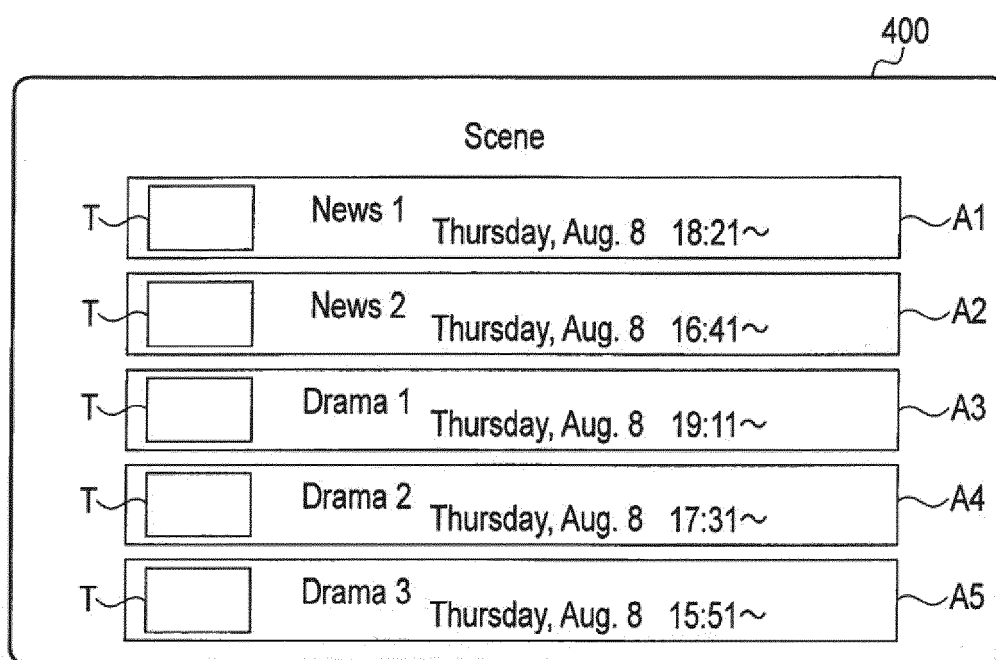 400
Scene
T News 1 A1
Thursday, Aug. 8 18:21~
T News 2 A2
Thursday, Aug. 8 16:41~
T Drama 1 A3
Thursday, Aug. 8 19:11~
T Drama 2 A4
Thursday, Aug. 8 17:31~
T Drama 3 A5
Thursday, Aug. 8 15:51~